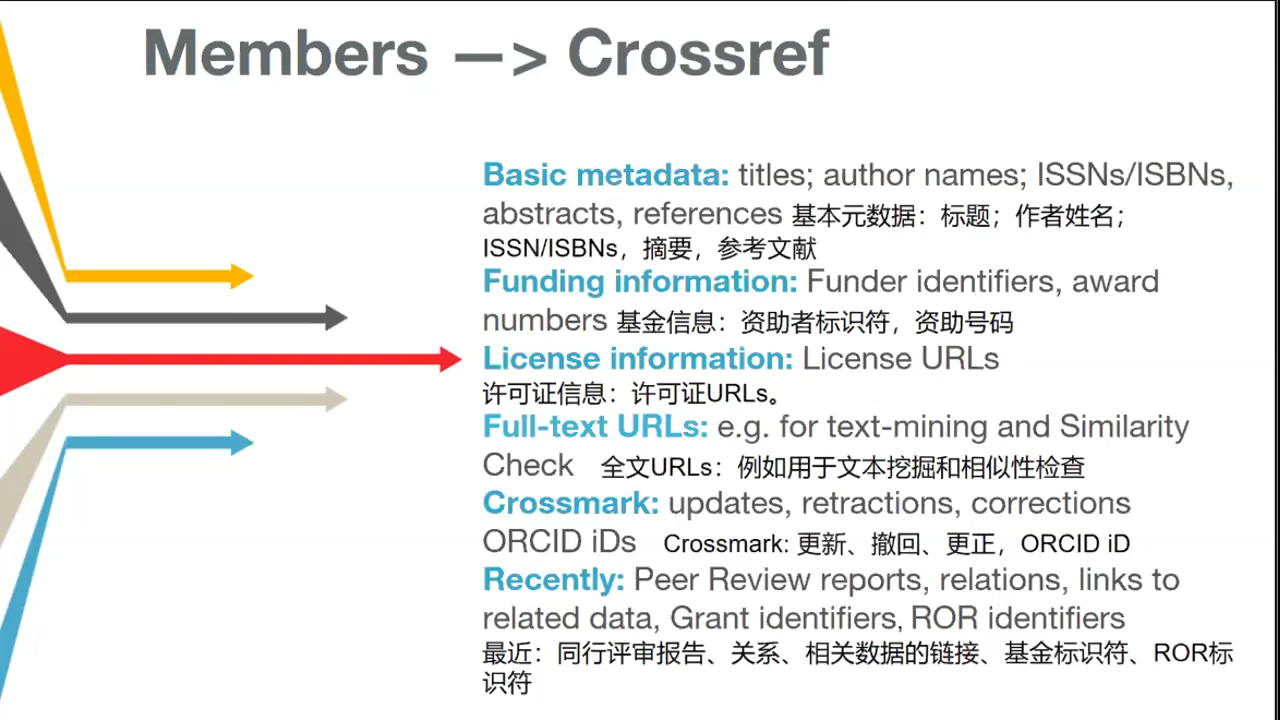 Members —> Crossref
Basic metadata: titles; author names; ISSNs/ISBNs,
abstracts, references 基本元数据：标题；作者姓名；
ISSN/ISBNs，摘要，参考文献
Funding information: Funder identifiers, award
numbers 基金信息：资助者标识符，资助号码
License information: License URLs
许可证信息：许可证URLs。
Full-text URLs: e.g. for text-mining and Similarity
Check 全文URLs：例如用于文本挖掘和相似性检查
Crossmark: updates, retractions, corrections
ORCID iDs Crossmark: 更新、撤回、更正，ORCID iD
Recently: Peer Review reports, relations, links to
related data, Grant identifiers, ROR identifiers
最近：同行评审报告、关系、相关数据的链接、基金标识符、ROR标
识符